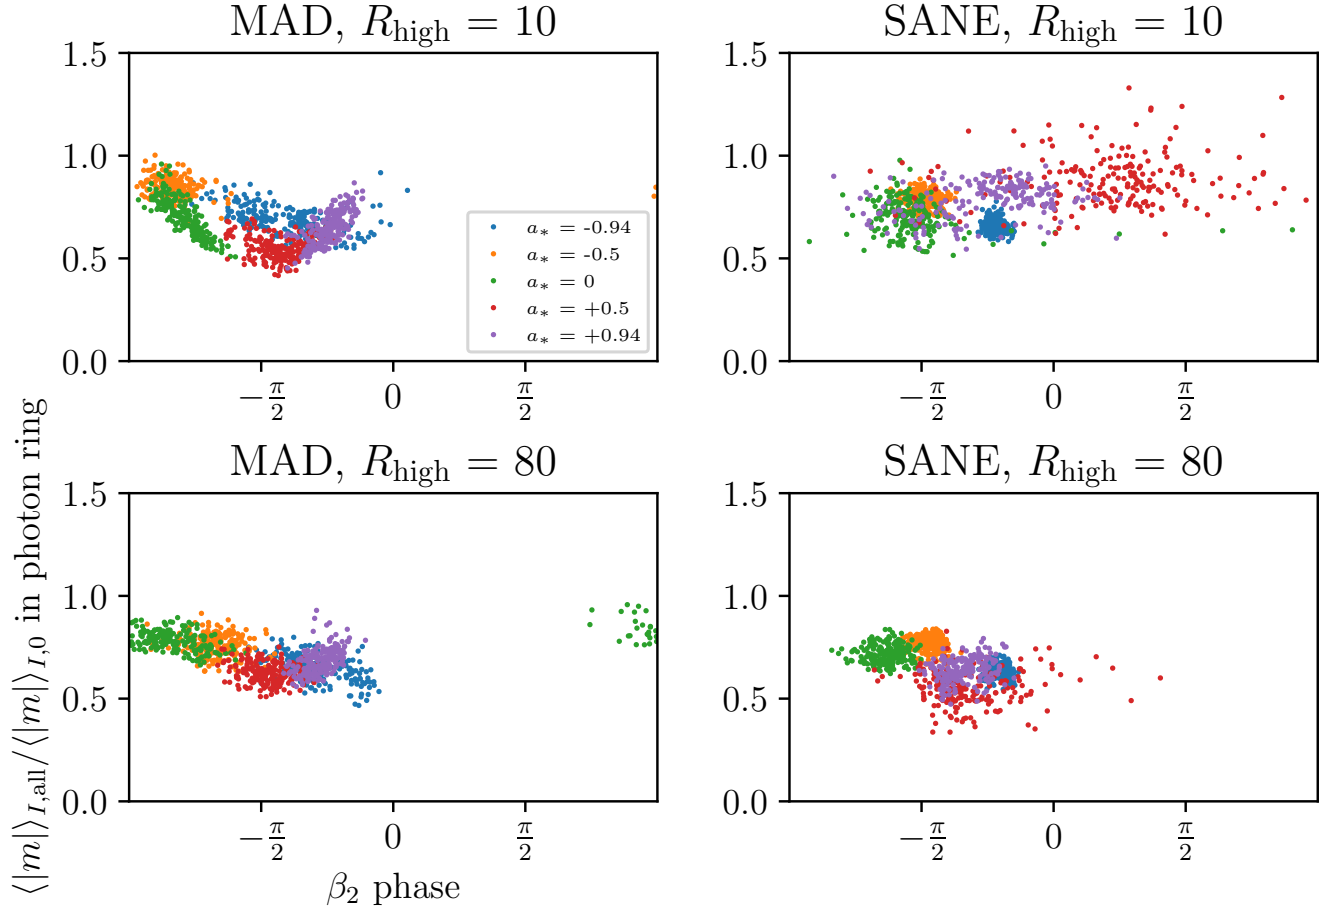 MAD, R_high = 10
SANE, R_high = 10
1.5
1.0
0.5
0.0
−π/2
0
π/2
a_* = -0.94
a_* = -0.5
a_* = 0
a_* = +0.5
a_* = +0.94
1.5
1.0
0.5
0.0
−π/2
0
π/2
MAD, R_high = 80
SANE, R_high = 80
1.5
1.0
0.5
0.0
−π/2
0
π/2
1.5
1.0
0.5
0.0
−π/2
0
π/2
⟨|m|⟩_{I,all}/⟨|m|⟩_{I,0} in photon ring
β_2 phase